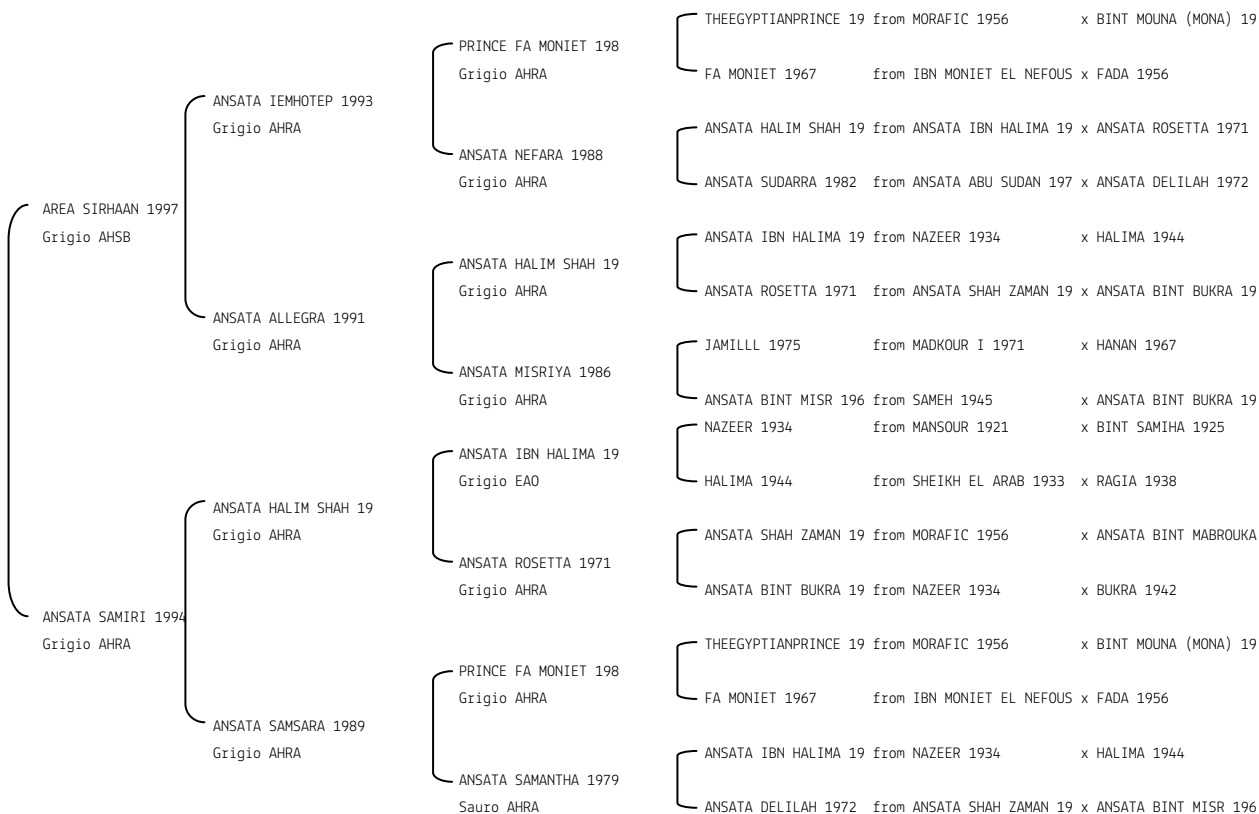 THEEGYPTIANPRINCE 19 from MORAFIC 1956 x BINT MOUNA (MONA) 19
PRINCE FA MONIET 198
Grigio AHRA FA MONIET 1967 from IBN MONIET EL NEFOUS x FADA 1956
ANSATA IEMHOTEP 1993
Grigio AHRA ANSATA HALIM SHAH 19 from ANSATA IBN HALIMA 19 x ANSATA ROSETTA 1971
ANSATA NEFARA 1988
Grigio AHRA ANSATA SUDARRA 1982 from ANSATA ABU SUDAN 197 x ANSATA DELILAH 1972
AREA SIRHAAN 1997
Grigio AHSB ANSATA IBN HALIMA 19 from NAZEER 1934 x HALIMA 1944
ANSATA HALIM SHAH 19
Grigio AHRA ANSATA ROSETTA 1971 from ANSATA SHAH ZAMAN 19 x ANSATA BINT BUKRA 19
ANSATA ALLEGRA 1991
Grigio AHRA JAMILLL 1975 from MADKOUR I 1971 x HANAN 1967
ANSATA MISRIYA 1986
Grigio AHRA ANSATA BINT MISR 196 from SAMEH 1945 x ANSATA BINT BUKRA 19
NAZEER 1934 from MANSOUR 1921 x BINT SAMIHA 1925
ANSATA IBN HALIMA 19
Grigio EAO HALIMA 1944 from SHEIKH EL ARAB 1933 x RAGIA 1938
ANSATA HALIM SHAH 19
Grigio AHRA ANSATA SHAH ZAMAN 19 from MORAFIC 1956 x ANSATA BINT MABROUKA
ANSATA ROSETTA 1971
Grigio AHRA ANSATA BINT BUKRA 19 from NAZEER 1934 x BUKRA 1942
ANSATA SAMIRI 1994
Grigio AHRA THEEGYPTIANPRINCE 19 from MORAFIC 1956 x BINT MOUNA (MONA) 19
PRINCE FA MONIET 198
Grigio AHRA FA MONIET 1967 from IBN MONIET EL NEFOUS x FADA 1956
ANSATA SAMSARA 1989
Grigio AHRA ANSATA IBN HALIMA 19 from NAZEER 1934 x HALIMA 1944
ANSATA SAMANTHA 1979
Sauro AHRA ANSATA DELILAH 1972 from ANSATA SHAH ZAMAN 19 x ANSATA BINT MISR 196